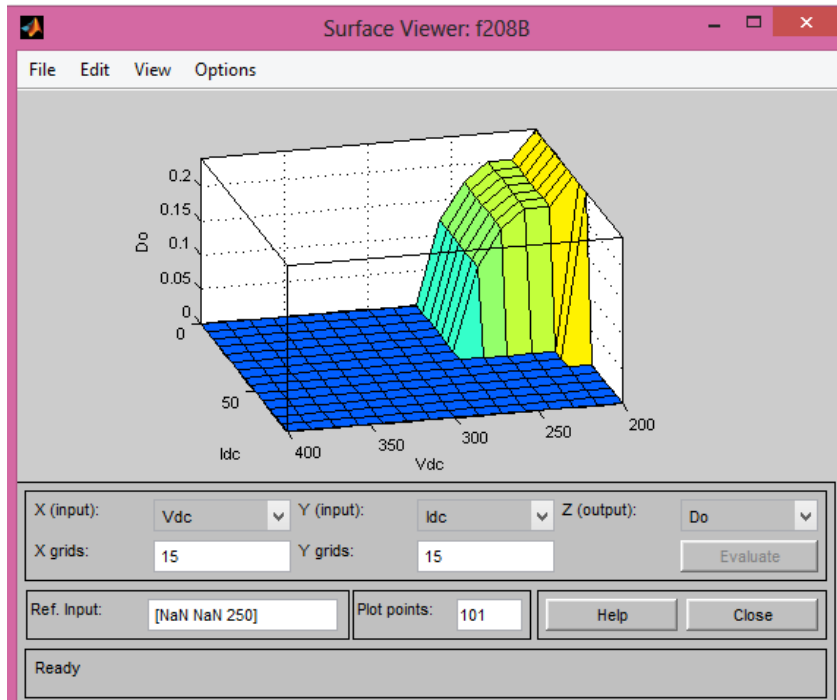 Surface Viewer: f208B
File Edit View Options
0.2
0.15
0.1
0.05
0
Do
0
50
Idc
400
350
300
250
200
Vdc
X (input): Vdc Y (input): Idc Z (output): Do
X grids: 15 Y grids: 15 Evaluate
Ref. Input: [NaN NaN 250] Plot points: 101 Help Close
Ready